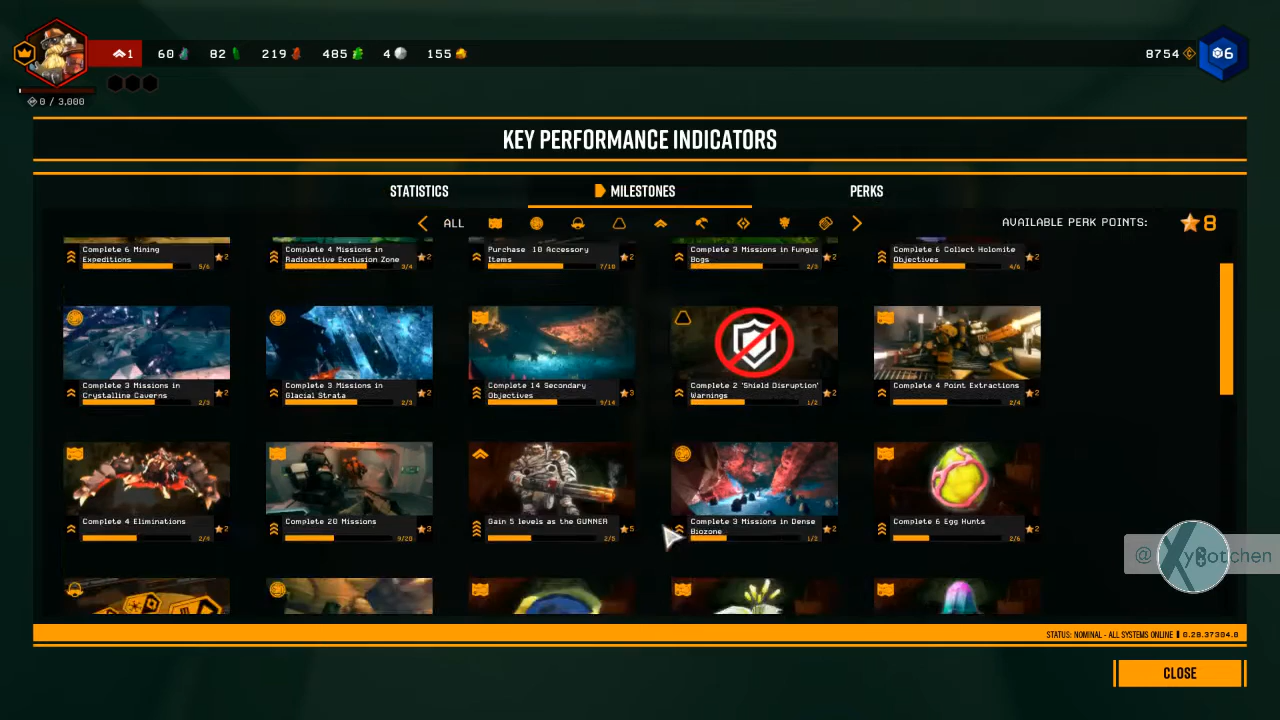 1 60 82 219 485 4 155 8754 6
0 / 3,000
KEY PERFORMANCE INDICATORS
STATISTICS MILESTONES PERKS
ALL AVAILABLE PERK POINTS: 8
Complete 6 Mining
Expeditions
5/6 2
Complete 4 Missions in
Radioactive Exclusion Zone
3/4 2
Purchase 10 Accessory
Items
7/10 2
Complete 3 Missions in Fungus
Bogs
2/3 2
Complete 6 Collect Holomite
Objectives
4/6 2
Complete 3 Missions in
Crystalline Caverns
2/3 2
Complete 3 Missions in
Glacial Strata
2/3 2
Complete 14 Secondary
Objectives
9/14 3
Complete 2 'Shield Disruption'
Warnings
1/2 2
Complete 4 Point Extractions
2/4 2
Complete 4 Eliminations
2/4 2
Complete 20 Missions
9/20 3
Gain 5 levels as the GUNNER
2/5 5
Complete 3 Missions in Dense
Biozone
1/3 2
Complete 6 Egg Hunts
2/6 2
@Xybotchen
STATUS: NOMINAL - ALL SYSTEMS ONLINE 0.28.37394.0
CLOSE